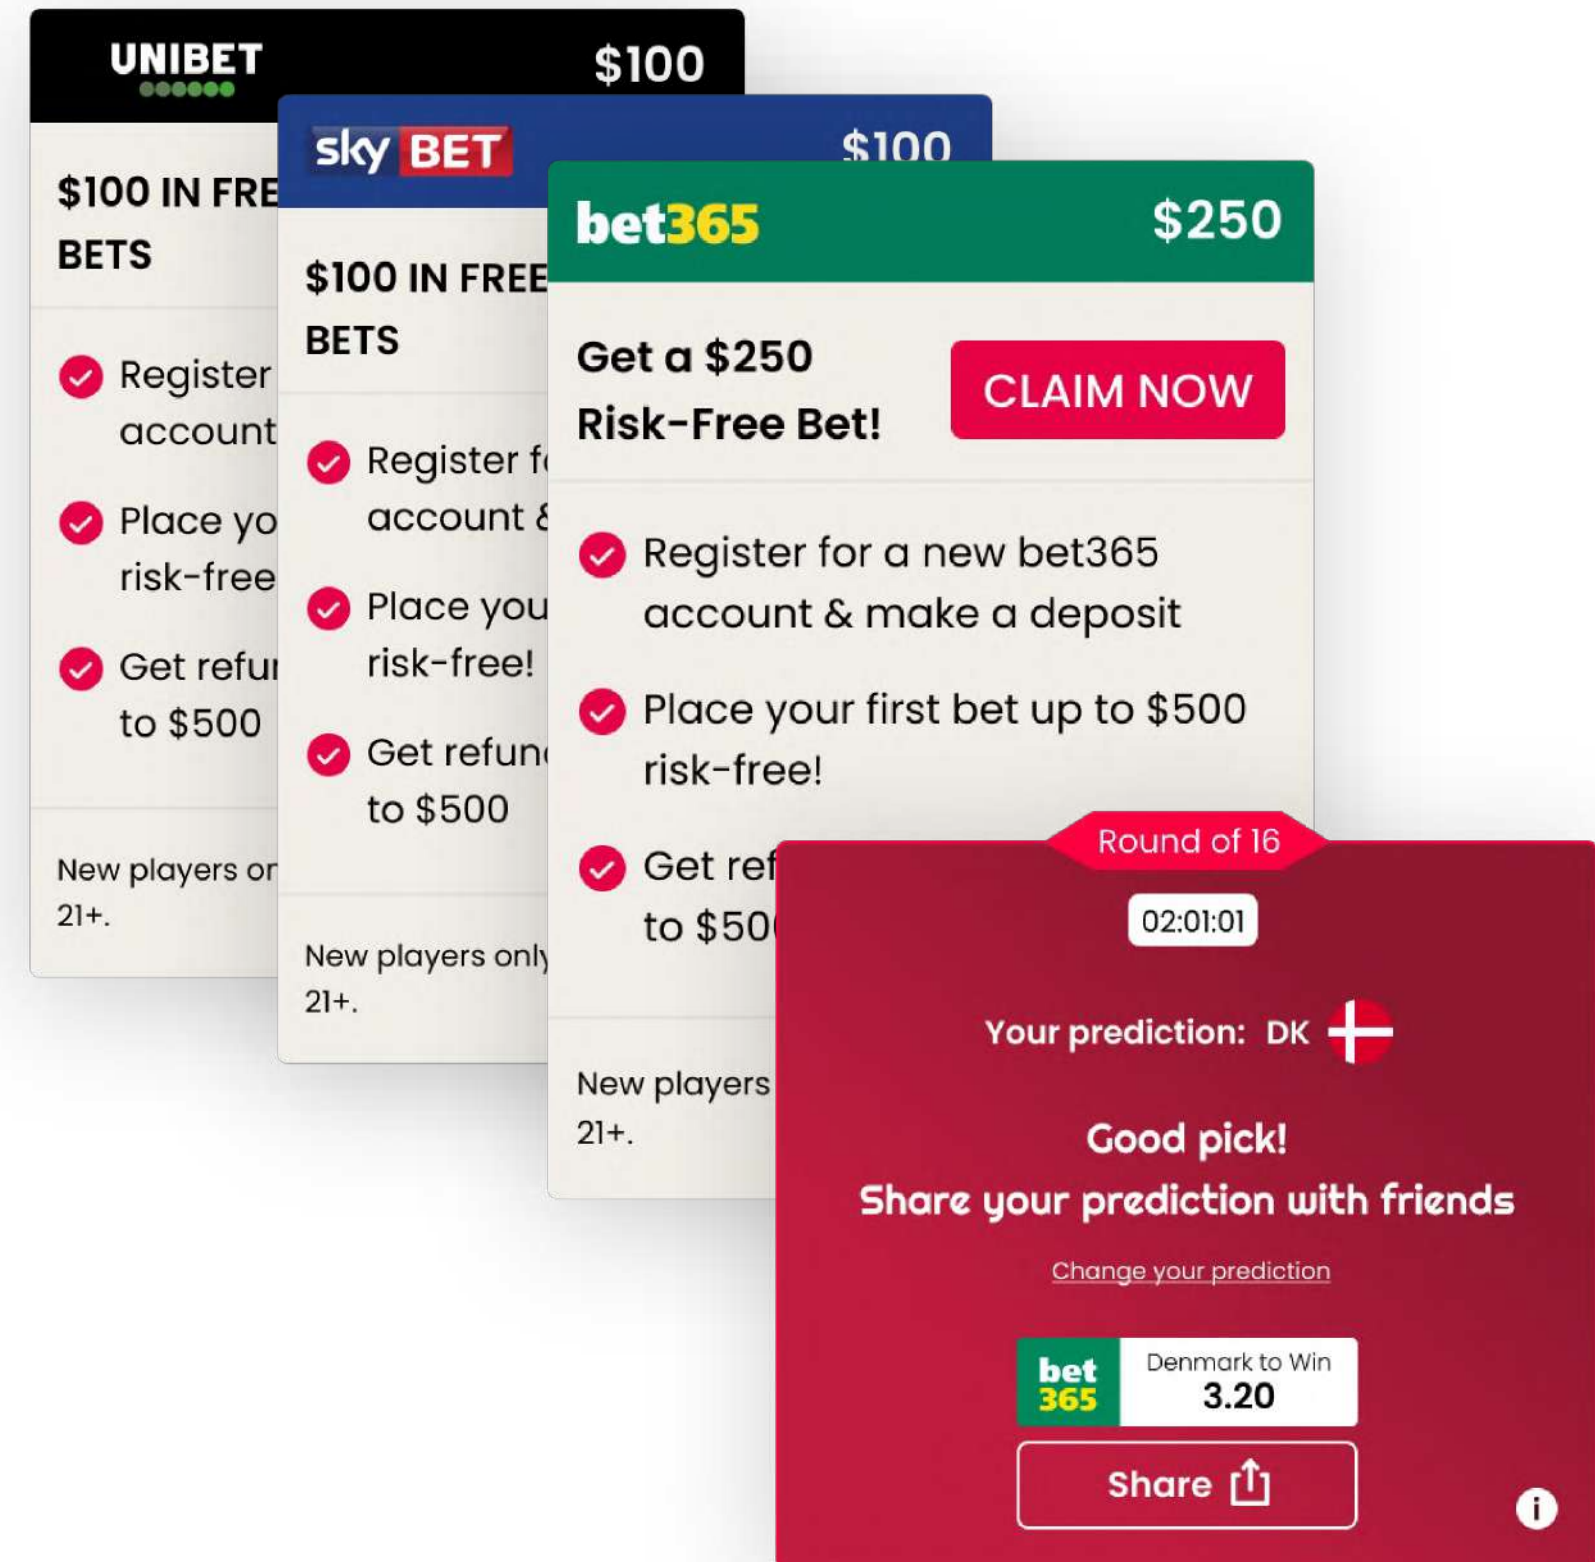 UNIBET
$100
$100 IN FRE
BETS
Register
account
Place yo
risk-free
Get refu
to $500
New players or
21+.
sky BET
$100
$100 IN FREE
BETS
Register f
account &
Place you
risk-free!
Get refun
to $500
New players only
21+.
bet365
$250
Get a $250
Risk-Free Bet!
CLAIM NOW
Register for a new bet365
account & make a deposit
Place your first bet up to $500
risk-free!
Get ref
to $50
New players
21+.
Round of 16
02:01:01
Your prediction: DK
Good pick!
Share your prediction with friends
Change your prediction
bet
365
Denmark to Win
3.20
Share
i